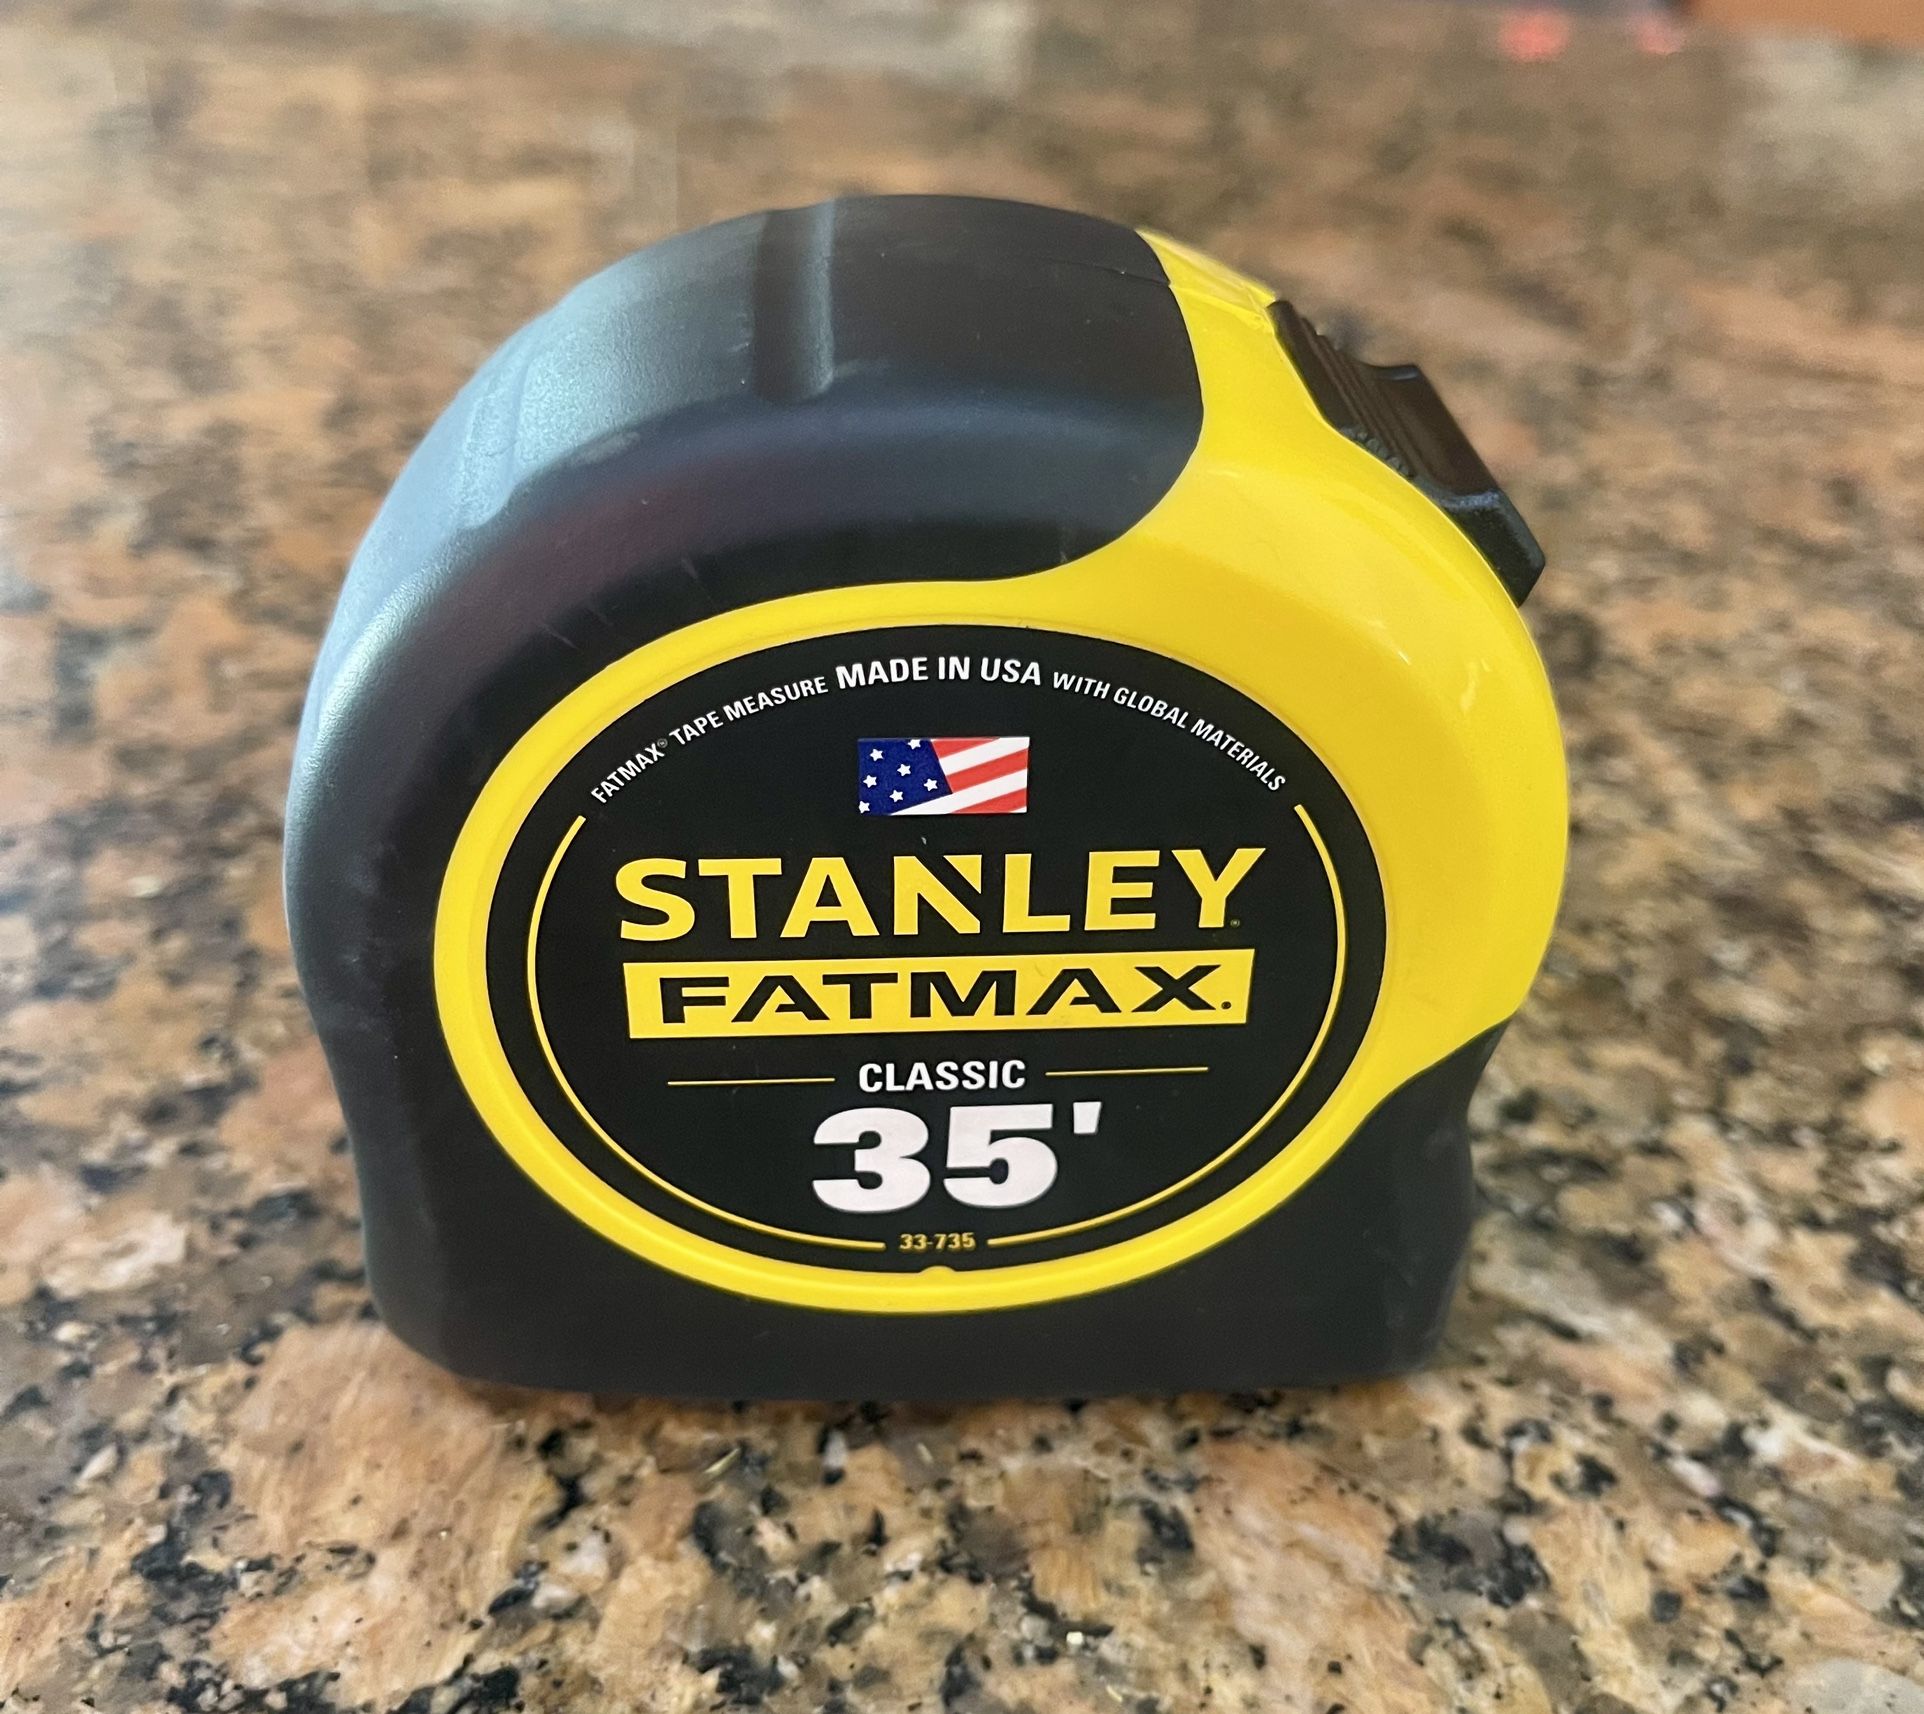 FATMAX® TAPE MEASURE MADE IN USA WITH GLOBAL MATERIALS
STANLEY®
FATMAX®
CLASSIC
35'
33-735